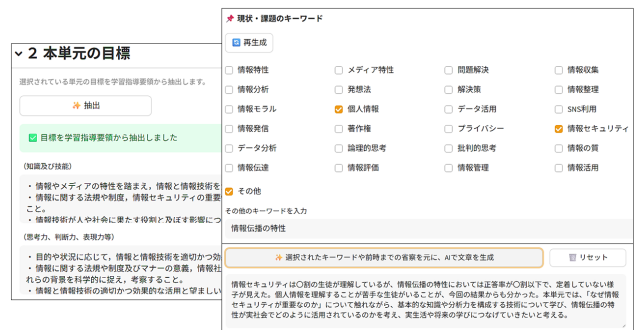 ２ 本単元の目標
選択されている単元の目標を学習指導要領から抽出します。
✨ 抽出
✅ 目標を学習指導要領から抽出しました
（知識及び技能）
・ 情報やメディアの特性を踏まえ，情報と情報技術を
・ 情報に関する法規や制度，情報セキュリティの重要
こと。
・ 情報技術が人や社会に果たす役割と及ぼす影響につ
（思考力、判断力、表現力等）
・ 目的や状況に応じて，情報と情報技術を適切かつ効
・ 情報に関する法規や制度及びマナーの意義，情報社
れらの背景を科学的に捉え，考察すること。
・ 情報と情報技術の適切かつ効果的な活用と望ましい
📌 現状・課題のキーワード
🔄 再生成
情報特性 メディア特性 問題解決 情報収集
情報分析 発想法 解決策 情報整理
情報モラル 個人情報 データ活用 SNS利用
情報発信 著作権 プライバシー 情報セキュリティ
データ分析 論理的思考 批判的思考 情報の質
情報伝達 情報評価 情報管理 情報活用
その他
その他のキーワードを入力
情報伝播の特性
✨ 選択されたキーワードや前時までの省察を元に、AIで文章を生成
🗑 リセット
情報セキュリティは〇割の生徒が理解しているが、情報伝播の特性においては正答率が〇割以下で、定着していない様
子が見えた。個人情報を理解することが苦手な生徒がいることが、今回の結果からも分かった。本単元では、「なぜ情報
セキュリティが重要なのか」について触れながら、基本的な知識や分析力を構成する技術について学び、情報伝播の特
性が実社会でどのように活用されているのかを考え、実生活や将来の学びにつなげていきたいと考える。